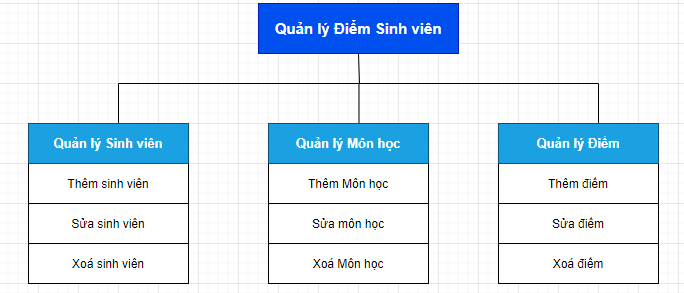 Quản lý Điểm Sinh viên
Quản lý Sinh viên
Thêm sinh viên
Sửa sinh viên
Xoá sinh viên
Quản lý Môn học
Thêm Môn học
Sửa môn học
Xoá Môn học
Quản lý Điểm
Thêm điểm
Sửa điểm
Xoá điểm